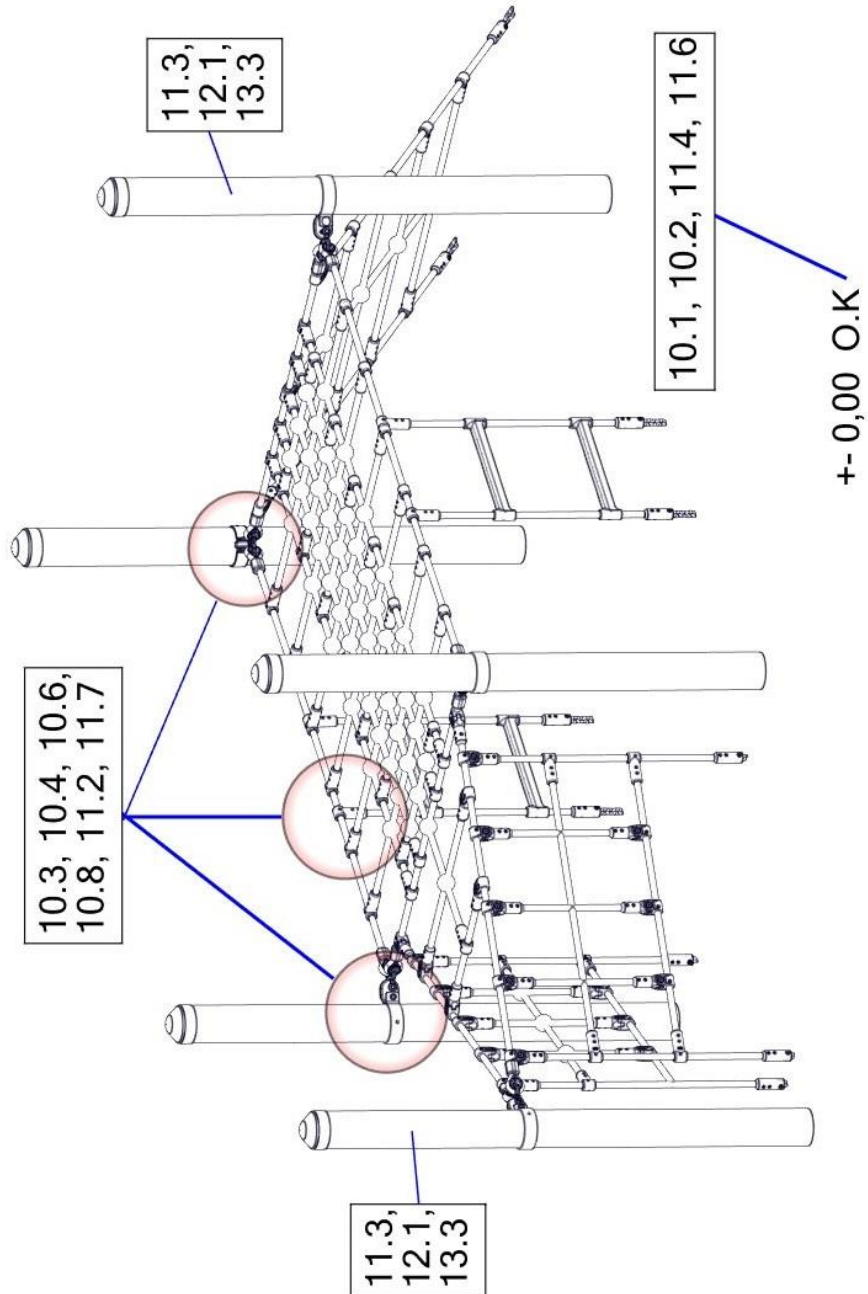 11.3,
12.1,
13.3
10.3, 10.4, 10.6,
10.8, 11.2, 11.7
11.3,
12.1,
13.3
10.1, 10.2, 11.4, 11.6
+- 0,00 O.K